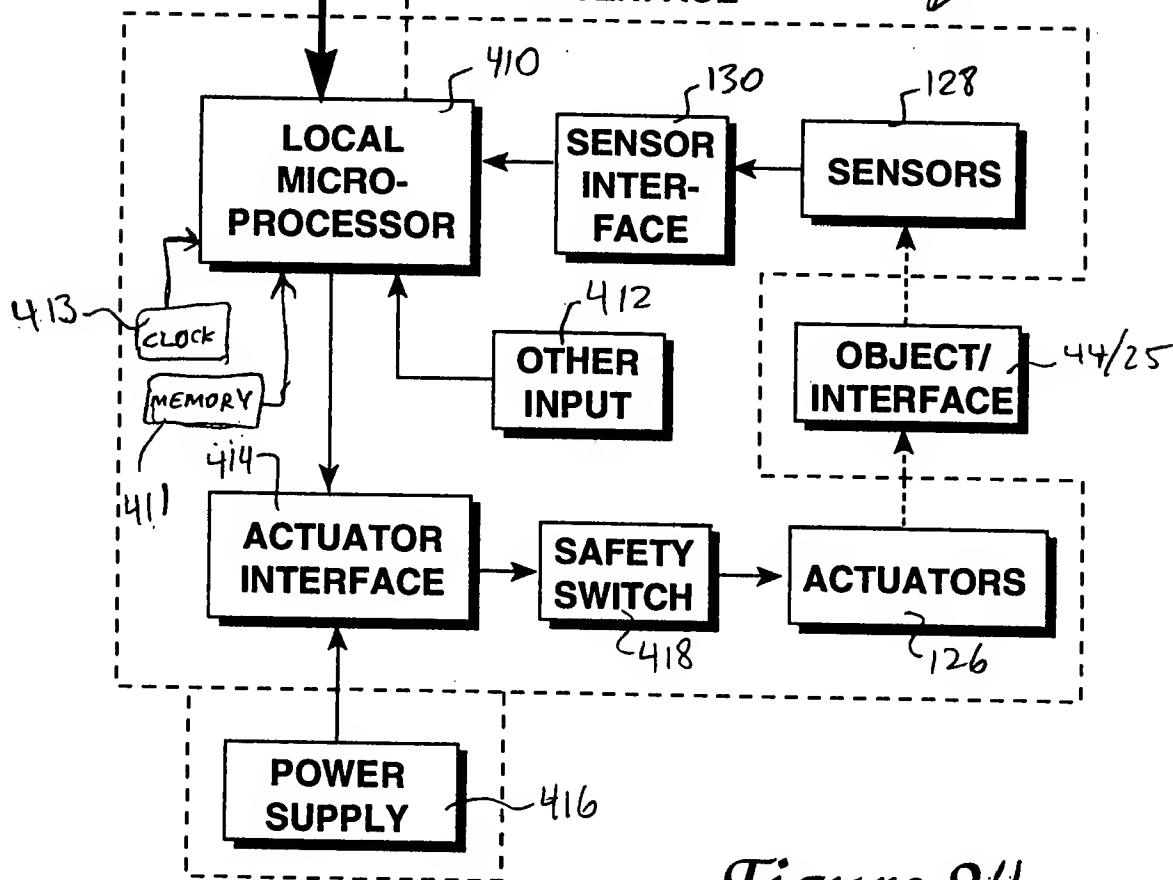 410
130
128
LOCAL
MICRO-
PROCESSOR
SENSOR
INTER-
FACE
SENSORS
413
CLOCK
412
MEMORY
OTHER
INPUT
OBJECT/
INTERFACE
44/25
411
414
ACTUATOR
INTERFACE
SAFETY
SWITCH
ACTUATORS
418
126
POWER
SUPPLY
416